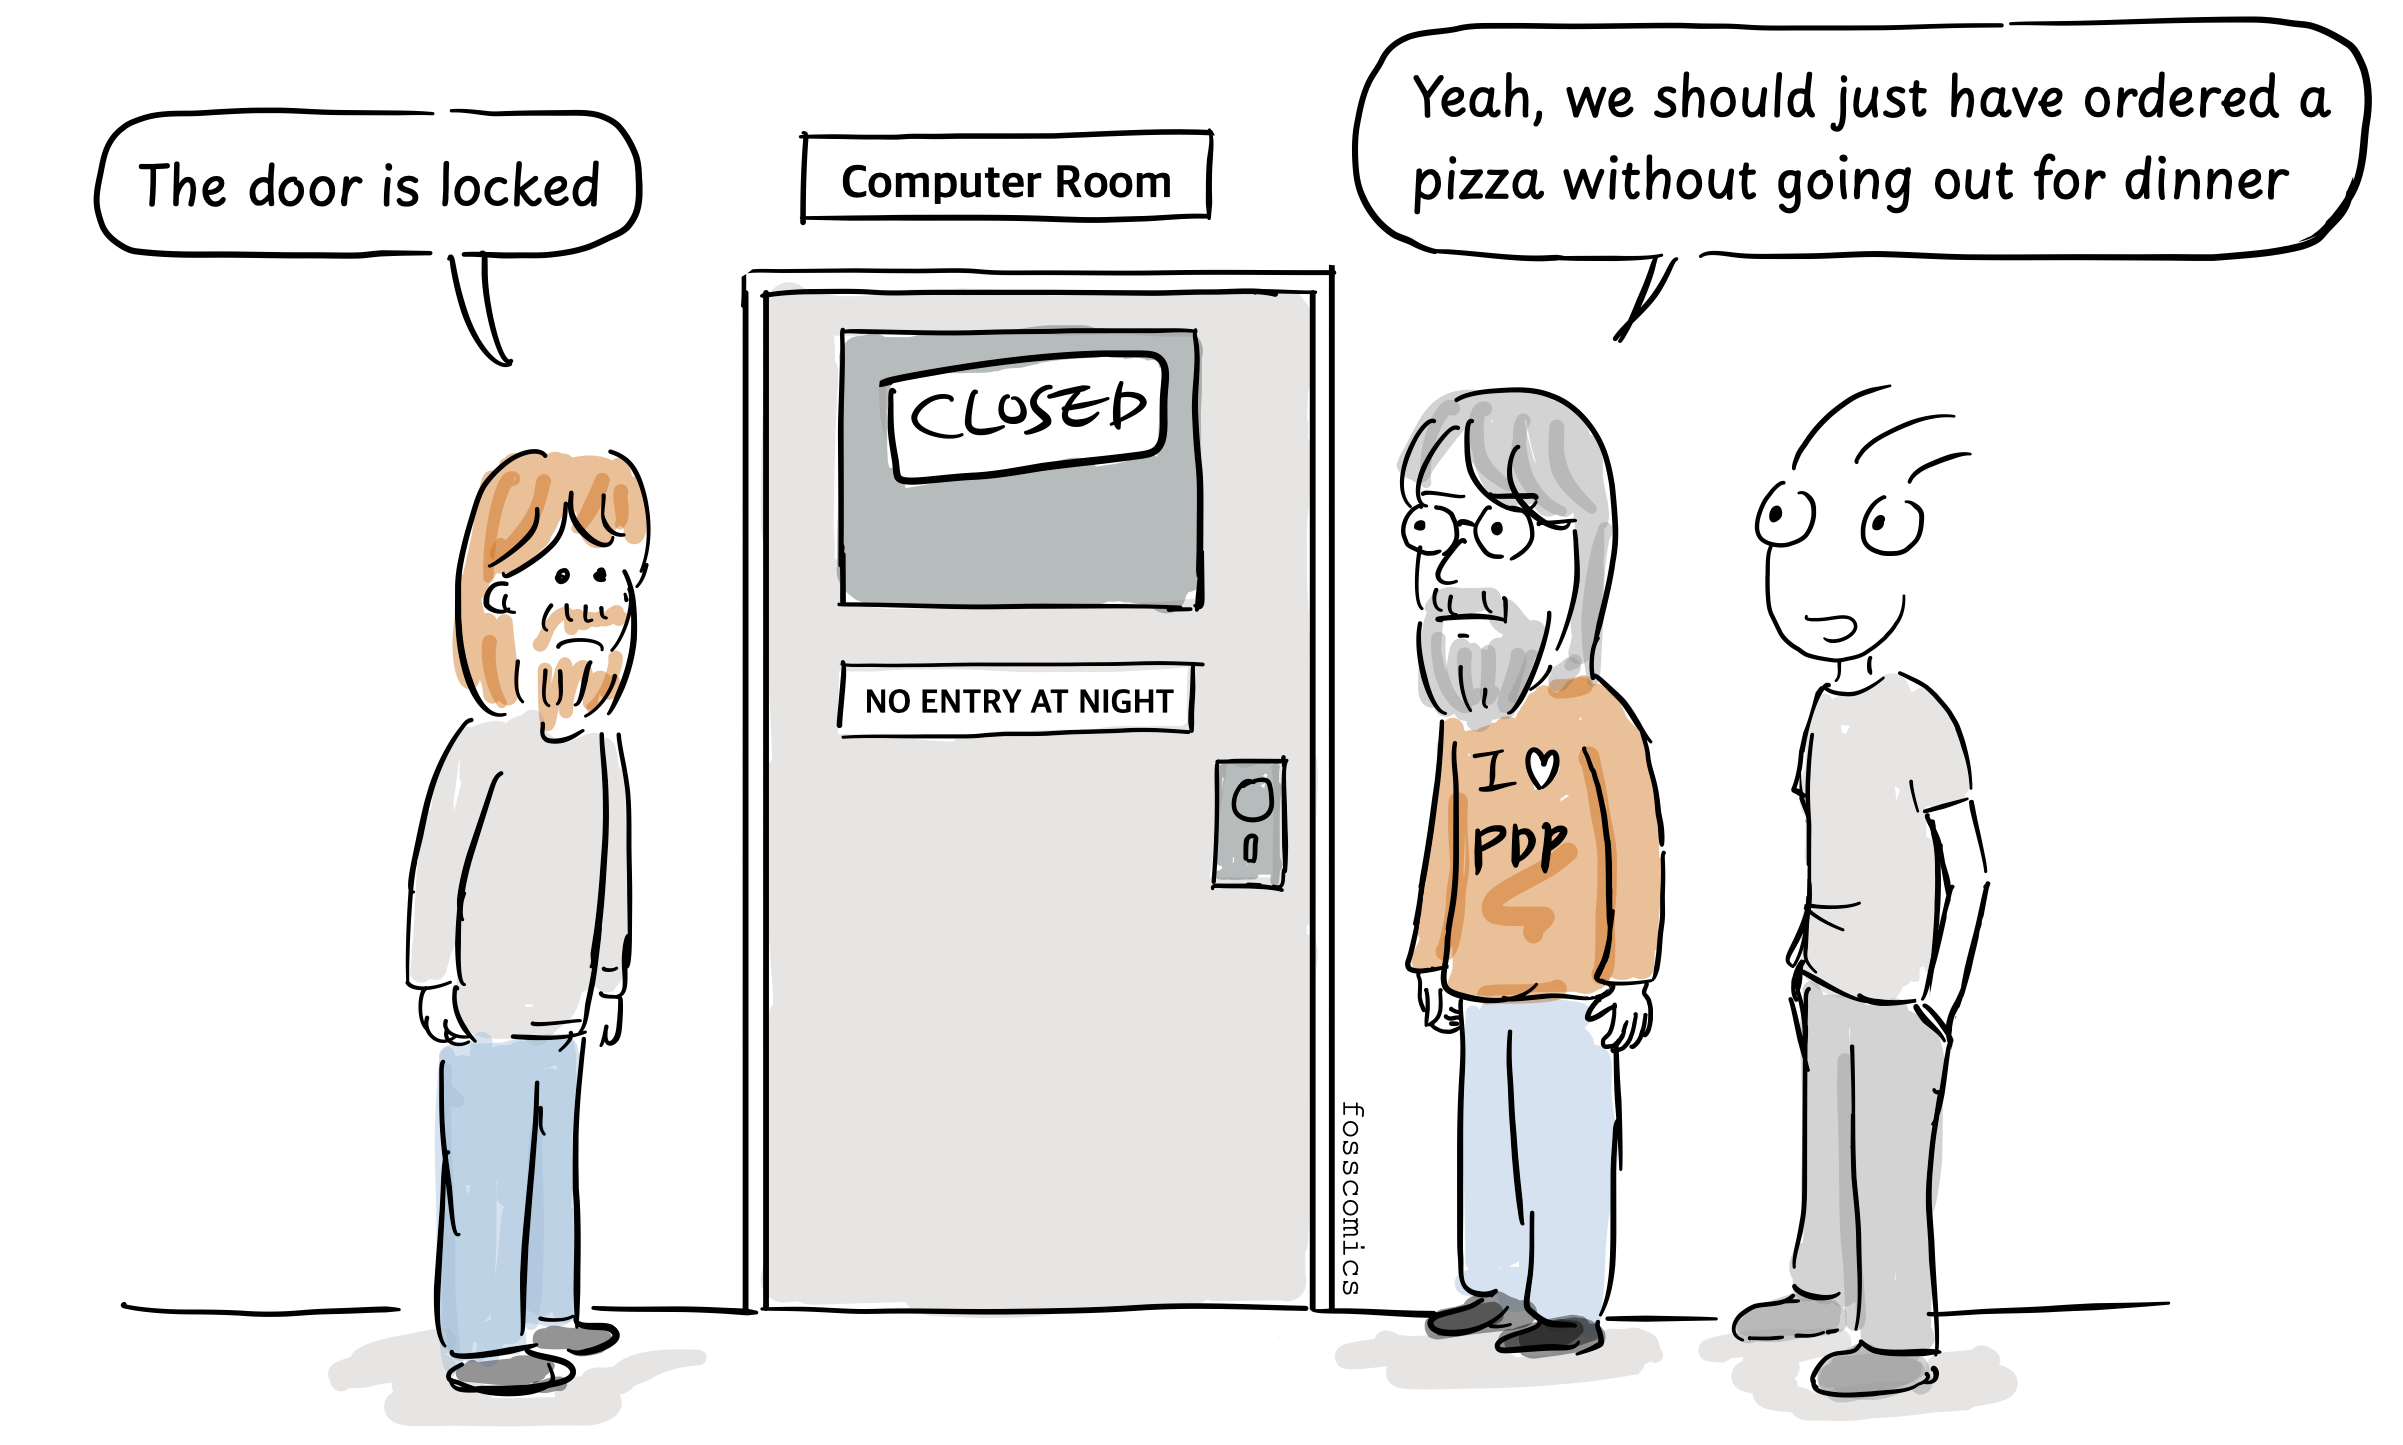 The door is locked
Computer Room
Yeah, we should just have ordered a
pizza without going out for dinner
CLOSED
NO ENTRY AT NIGHT
I ♡
PDP
fosscomics